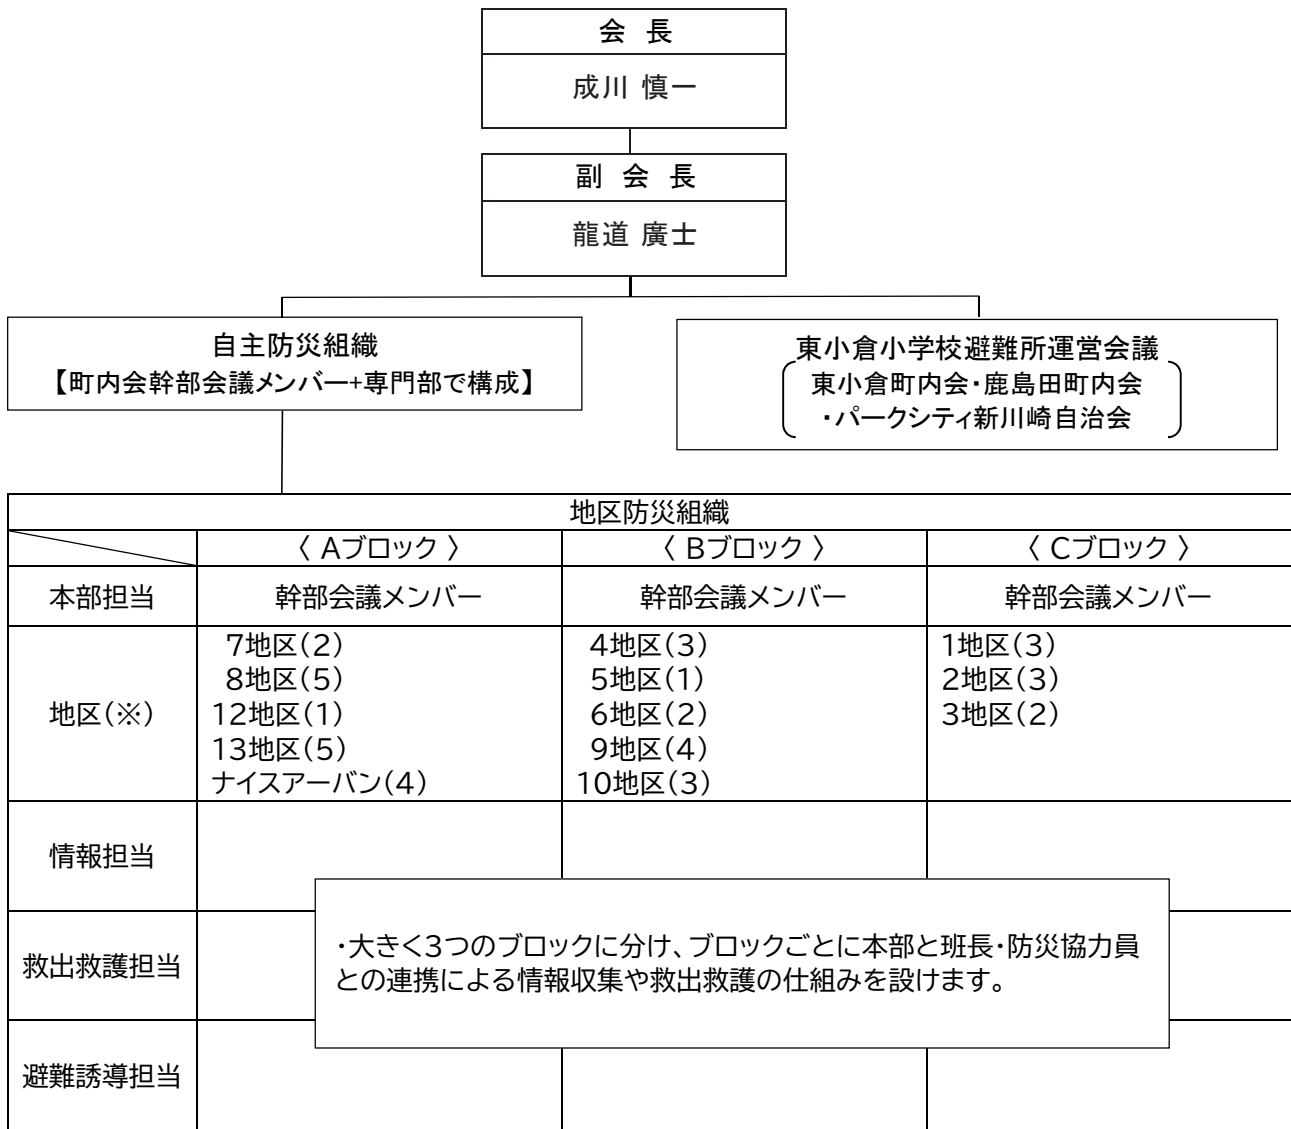 会 長
成川 慎一
副 会 長
龍道 廣士
自主防災組織
【町内会幹部会議メンバー+専門部で構成】
東小倉小学校避難所運営会議
東小倉町内会・鹿島田町内会
・パークシティ新川崎自治会
地区防災組織
〈 Aブロック 〉
〈 Bブロック 〉
〈 Cブロック 〉
本部担当
幹部会議メンバー
幹部会議メンバー
幹部会議メンバー
地区(※)
7地区(2)
8地区(5)
12地区(1)
13地区(5)
ナイスアーバン(4)
4地区(3)
5地区(1)
6地区(2)
9地区(4)
10地区(3)
1地区(3)
2地区(3)
3地区(2)
情報担当
救出救護担当
避難誘導担当
・大きく3つのブロックに分け、ブロックごとに本部と班長・防災協力員
との連携による情報収集や救出救護の仕組みを設けます。